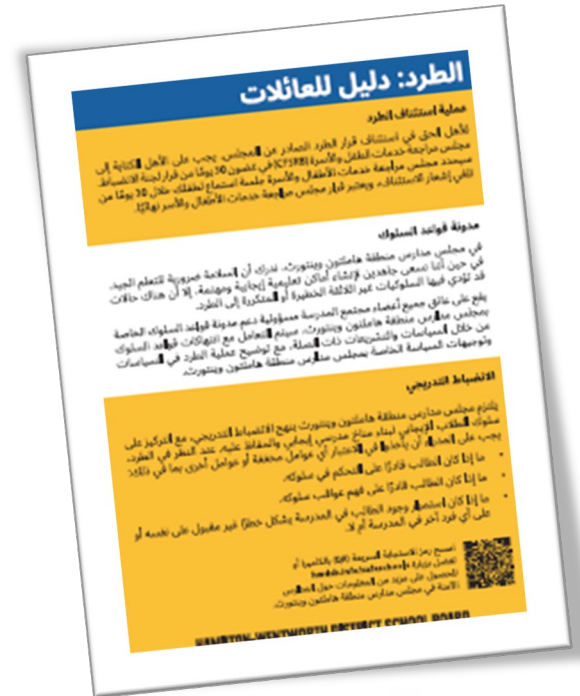 الطرد: دليل للعائلات
عملية استئناف الطرد
للأهل الحق في استئناف قرار الطرد الصادر عن المجلس. يجب على الأهل الكتابة إلى
مجلس مراجعة خدمات الطفل والأسرة (CFSRB) في غضون 30 يومًا من قرار لجنة الانضباط.
سيحدد مجلس مراجعة خدمات الأطفال والأسرة جلسة استماع لطفلك خلال 30 يومًا من
تلقي إشعار الاستئناف. ويعتبر قرار مجلس مراجعة خدمات الأطفال والأسر نهائيًا.
مدونة قواعد السلوك
في مجلس مدارس منطقة هاملتون وينتورث، ندرك أن السلامة ضرورية للتعلم الجيد.
في حين أننا نسعى جاهدين لإنشاء أماكن تعليمية إيجابية ومهتمة، إلا أن هناك حالات
قد تؤدي فيها السلوكيات غير اللائقة الخطيرة أو المتكررة إلى الطرد.
يقع على عاتق جميع أعضاء مجتمع المدرسة مسؤولية دعم مدونة قواعد السلوك الخاصة
بمجلس مدارس منطقة هاملتون وينتورث. سيتم التعامل مع انتهاكات قواعد السلوك
من خلال السياسات والتشريعات ذات الصلة، مع توضيح عملية الطرد في السياسات
وتوجيهات السياسة الخاصة بمجلس مدارس منطقة هاملتون وينتورث.
الانضباط التدريجي
يلتزم مجلس مدارس منطقة هاملتون وينتورث بنهج الانضباط التدريجي، مع التركيز على
سلوك الطلاب الإيجابي لبناء مناخ مدرسي إيجابي والحفاظ عليه. عند النظر في الطرد،
يجب على المدراء أن يأخذوا في الاعتبار أي عوامل مخففة أو عوامل أخرى بما في ذلك:
• ما إذا كان الطالب قادرًا على التحكم في سلوكه.
• ما إذا كان الطالب قادرًا على فهم عواقب سلوكه.
• ما إذا كان استمرار وجود الطالب في المدرسة يشكل خطرًا غير مقبول على نفسه أو
على أي فرد آخر في المدرسة أم لا.
امسح رمز الاستجابة السريعة (QR) بالكاميرا أو
تفضل بزيارة
للحصول على مزيد من المعلومات حول المدارس
الآمنة في مجلس مدارس منطقة هاملتون وينتورث.